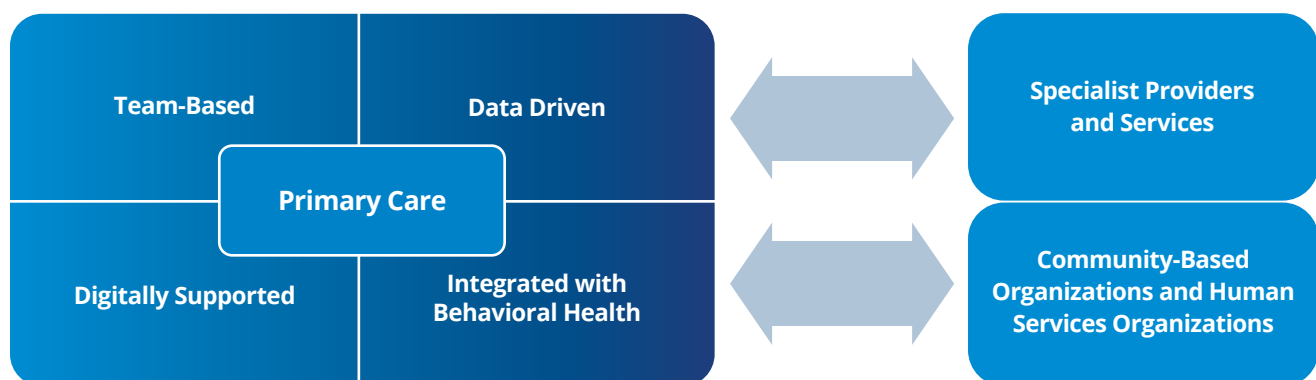 Team-Based
Data Driven
Primary Care
Digitally Supported
Integrated with
Behavioral Health
Specialist Providers
and Services
Community-Based
Organizations and Human
Services Organizations